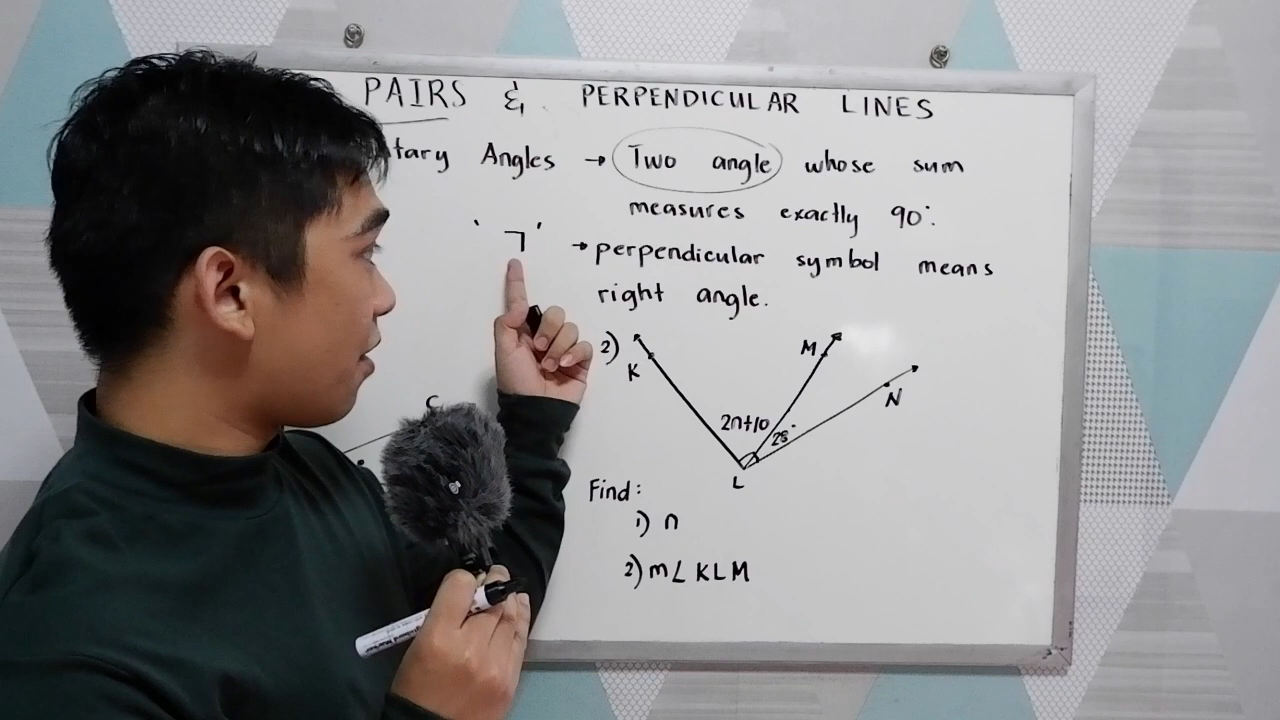 PAIRS & PERPENDICULAR LINES
tary Angles → Two angle whose sum
measures exactly 90°.
' ㄱ ' → perpendicular symbol means
right angle.
2) K M N
2n+10 28°
L
C
Find:
1) n
2) m∠KLM